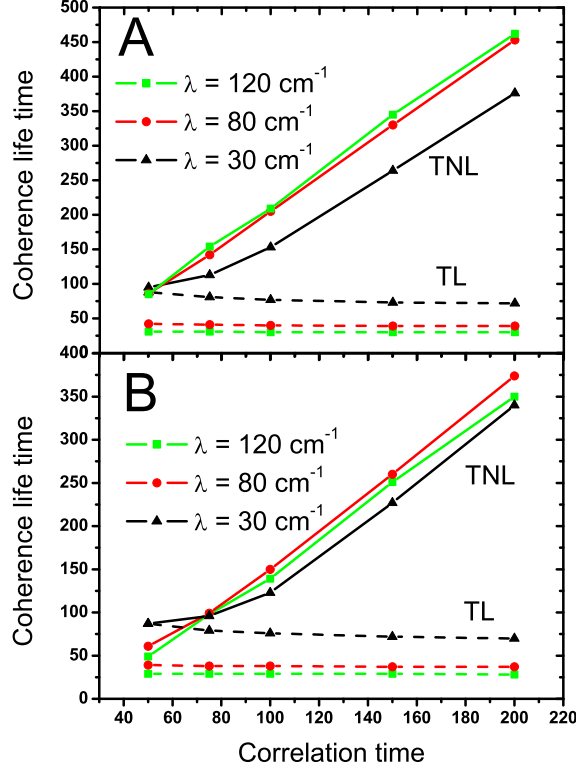 A
λ = 120 cm⁻¹
λ = 80 cm⁻¹
λ = 30 cm⁻¹
TNL
TL
Coherence life time
500
450
400
350
300
250
200
150
100
50
400
B
λ = 120 cm⁻¹
λ = 80 cm⁻¹
λ = 30 cm⁻¹
TNL
TL
Coherence life time
350
300
250
200
150
100
50
0
40 60 80 100 120 140 160 180 200 220
Correlation time